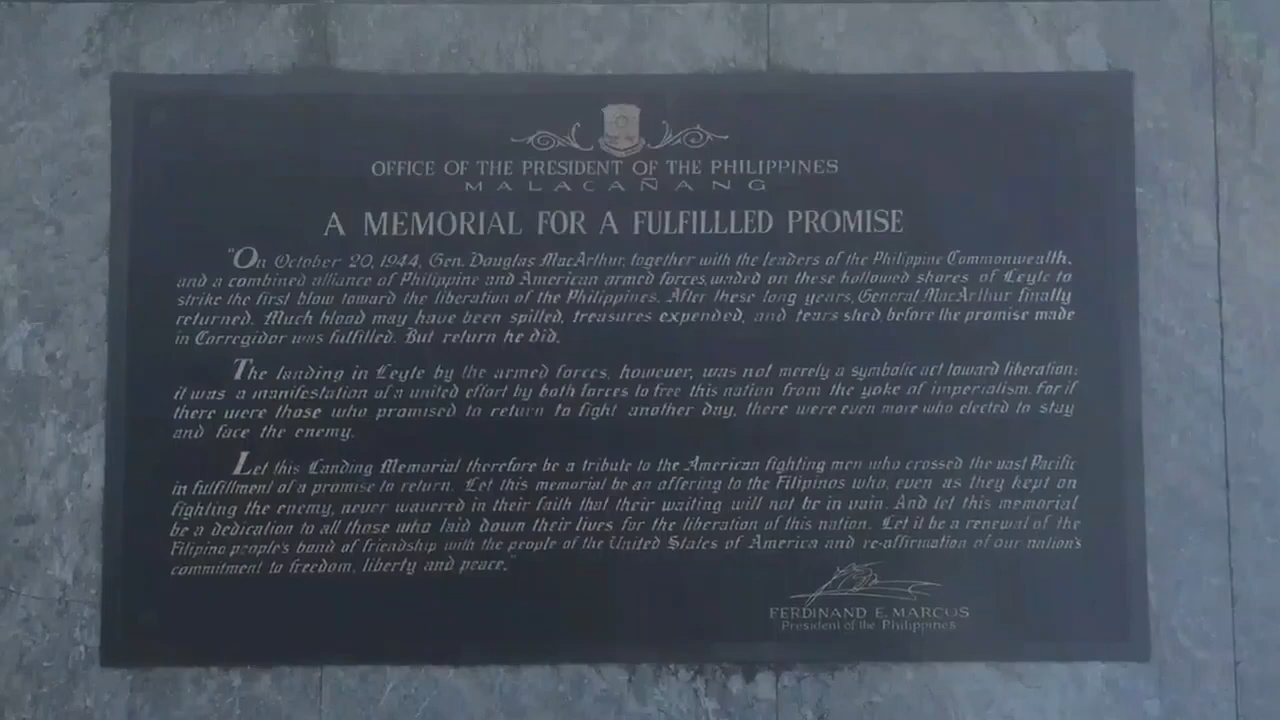 OFFICE OF THE PRESIDENT OF THE PHILIPPINES
MALACAÑANG
A MEMORIAL FOR A FULFILLLED PROMISE
"On October 20, 1944, Gen. Douglas MacArthur, together with the leaders of the Philippine Commonwealth,
and a combined alliance of Philippine and American armed forces, waded on these hollowed shores of Leyte to
strike the first blow toward the liberation of the Philippines. After these long years, General MacArthur finally
returned. Much blood may have been spilled, treasures expended, and tears shed before the promise made
in Corregidor was fulfilled. But return he did.
The landing in Leyte by the armed forces, however, was not merely a symbolic act toward liberation;
it was a manifestation of a united effort by both forces to free this nation from the yoke of imperialism. for if
there were those who promised to return to fight another day, there were even more who elected to stay
and face the enemy.
Let this Landing Memorial therefore be a tribute to the American fighting men who crossed the vast Pacific
in fulfillment of a promise to return. Let this memorial be an offering to the Filipinos who, even as they kept on
fighting the enemy, never wavered in their faith that their waiting will not be in vain. And let this memorial
be a dedication to all those who laid down their lives for the liberation of this nation. Let it be a renewal of the
Filipino people's bond of friendship with the people of the United States of America and re-affirmation of our nation's
commitment to freedom, liberty and peace."
FERDINAND E. MARCOS
President of the Philippines